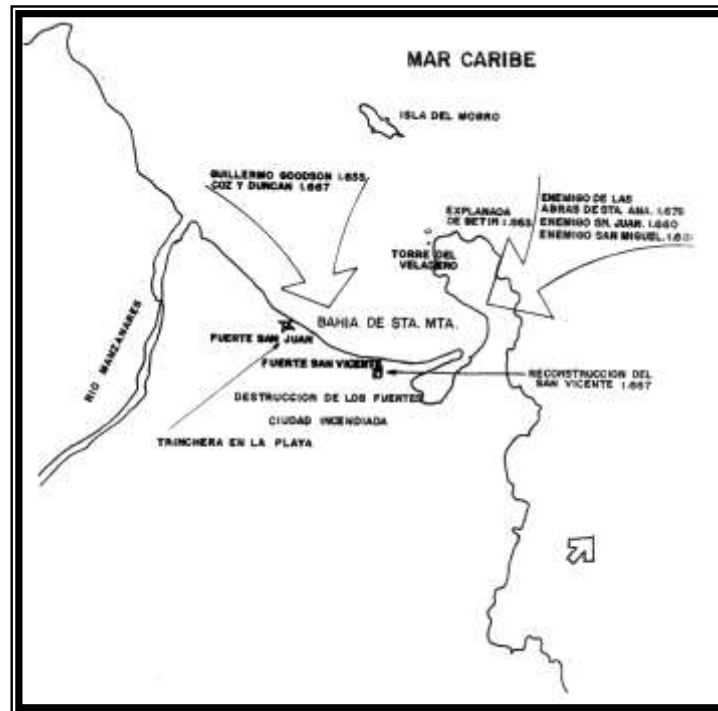 MAR CARIBE
ISLA DEL MORRO
GUILLERMO GOODSON 1.655
COZ Y DUNCAN 1.667
EXPLANADA
DE BETIN 1.663
ENEMIGO DE LAS
ABRAS DE STA. ANA. 1.679
ENEMIGO SN. JUAN. 1.680
ENEMIGO SAN MIGUEL.
TORRE DEL
VELADERO
RIO MANZANARES
BAHIA DE STA. MTA.
FUERTE SAN JUAN
FUERTE SAN VICENTE
RECONSTRUCCION DEL
SAN VICENTE 1.667
DESTRUCCION DE LOS FUERTES
CIUDAD INCENDIADA
TRINCHERA EN LA PLAYA